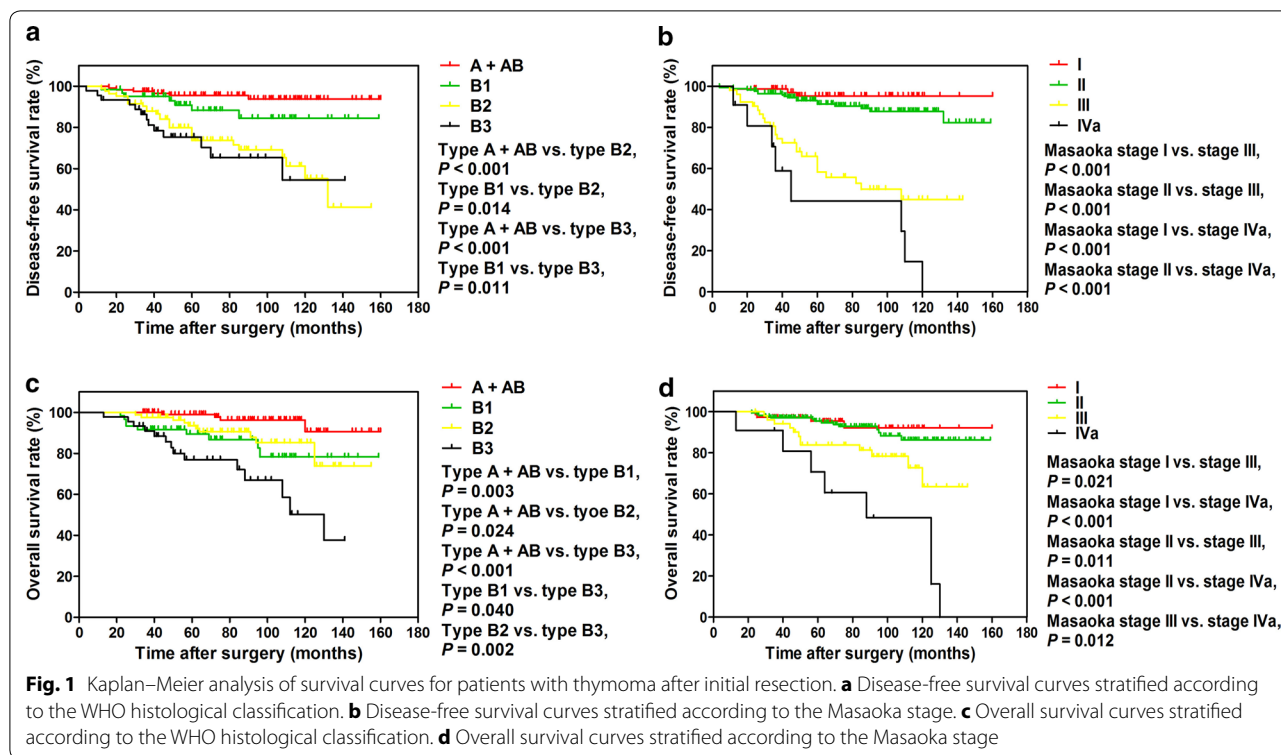 a
Disease-free survival rate (%)
100
80
60
40
20
0
0 20 40 60 80 100 120 140 160 180
Time after surgery (months)
A + AB
B1
B2
B3
Type A + AB vs. type B2,
P < 0.001
Type B1 vs. type B2,
P = 0.014
Type A + AB vs. type B3,
P < 0.001
Type B1 vs. type B3,
P = 0.011
b
Disease-free survival rate (%)
100
80
60
40
20
0
0 20 40 60 80 100 120 140 160 180
Time after surgery (months)
I
II
III
IVa
Masaoka stage I vs. stage III,
P < 0.001
Masaoka stage II vs. stage III,
P < 0.001
Masaoka stage I vs. stage IVa,
P < 0.001
Masaoka stage II vs. stage IVa,
P < 0.001
c
Overall survival rate (%)
100
80
60
40
20
0
0 20 40 60 80 100 120 140 160 180
Time after surgery (months)
A + AB
B1
B2
B3
Type A + AB vs. type B1,
P = 0.003
Type A + AB vs. tyoe B2,
P = 0.024
Type A + AB vs. type B3,
P < 0.001
Type B1 vs. type B3,
P = 0.040
Type B2 vs. type B3,
P = 0.002
d
Overall survival rate (%)
100
80
60
40
20
0
0 20 40 60 80 100 120 140 160 180
Time after surgery (months)
I
II
III
IVa
Masaoka stage I vs. stage III,
P = 0.021
Masaoka stage I vs. stage IVa,
P < 0.001
Masaoka stage II vs. stage III,
P = 0.011
Masaoka stage II vs. stage IVa,
P < 0.001
Masaoka stage III vs. stage IVa,
P = 0.012
Fig. 1 Kaplan–Meier analysis of survival curves for patients with thymoma after initial resection. a Disease-free survival curves stratified according
to the WHO histological classification. b Disease-free survival curves stratified according to the Masaoka stage. c Overall survival curves stratified
according to the WHO histological classification. d Overall survival curves stratified according to the Masaoka stage